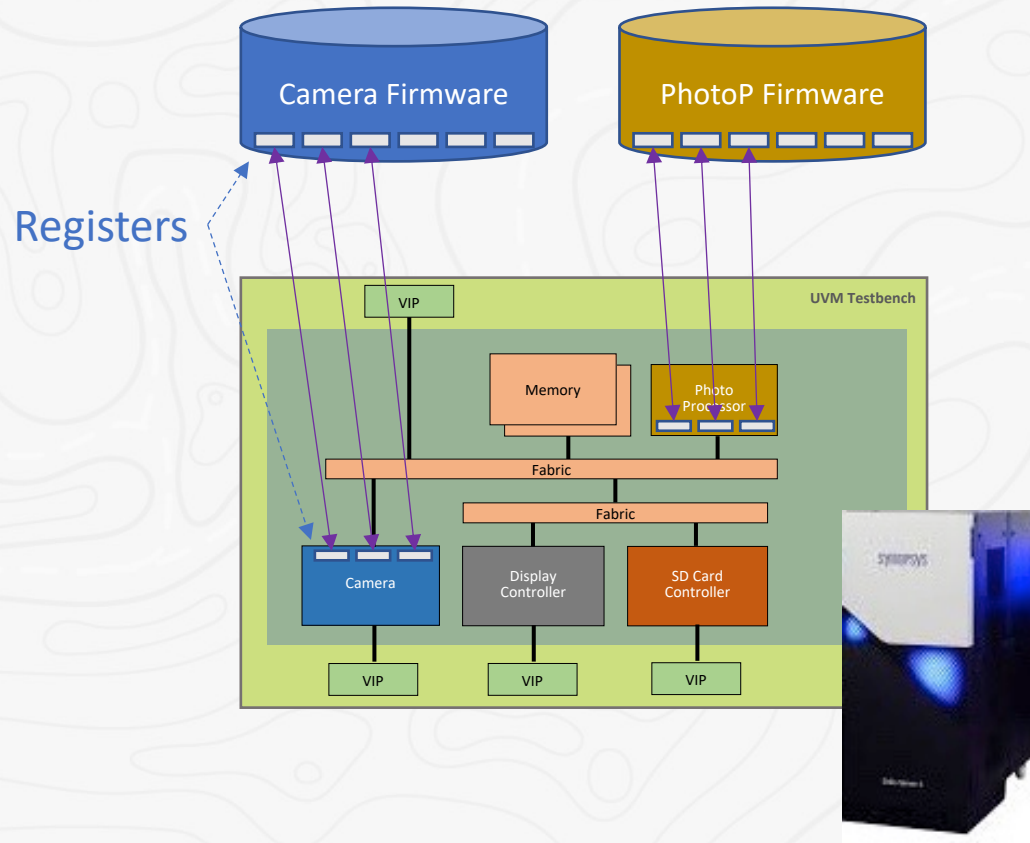 Camera Firmware
PhotoP Firmware
Registers
VIP
UVM Testbench
Memory
Photo
Processor
Fabric
Fabric
Camera
Display
Controller
SD Card
Controller
VIP
VIP
VIP
SYNOPSYS